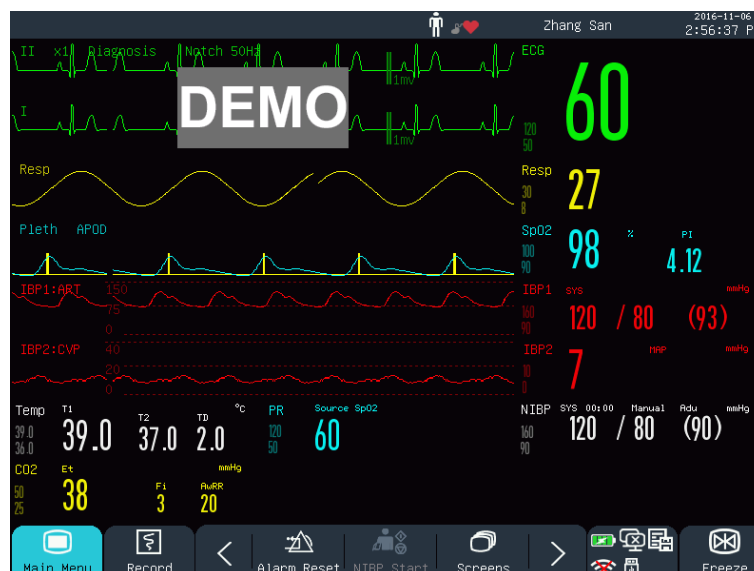 Zhang San
2016-11-06
2:56:37 P
II x1 Diagnosis Notch 50Hz
1mv
DEMO
I
1mv
ECG
60
120
50
Resp
Resp
30
8
27
Pleth APOD
SpO2
100
90
98
%
PI
4.12
IBP1:ART
150
75
0
IBP1
160
90
SYS
mmHg
120 / 80 (93)
IBP2:CVP
40
20
0
IBP2
10
0
7
MAP
mmHg
Temp
39.0
36.0
T1
39.0
T2
37.0
TD
2.0
°C
PR
120
50
Source SpO2
60
NIBP
160
90
SYS 00:00 Manual Adu mmHg
120 / 80 (90)
CO2
50
25
Et
38
Fi
3
mmHg
AwRR
20
Main Menu
Record
Alarm Reset
NIBP Start
Screens
Freeze